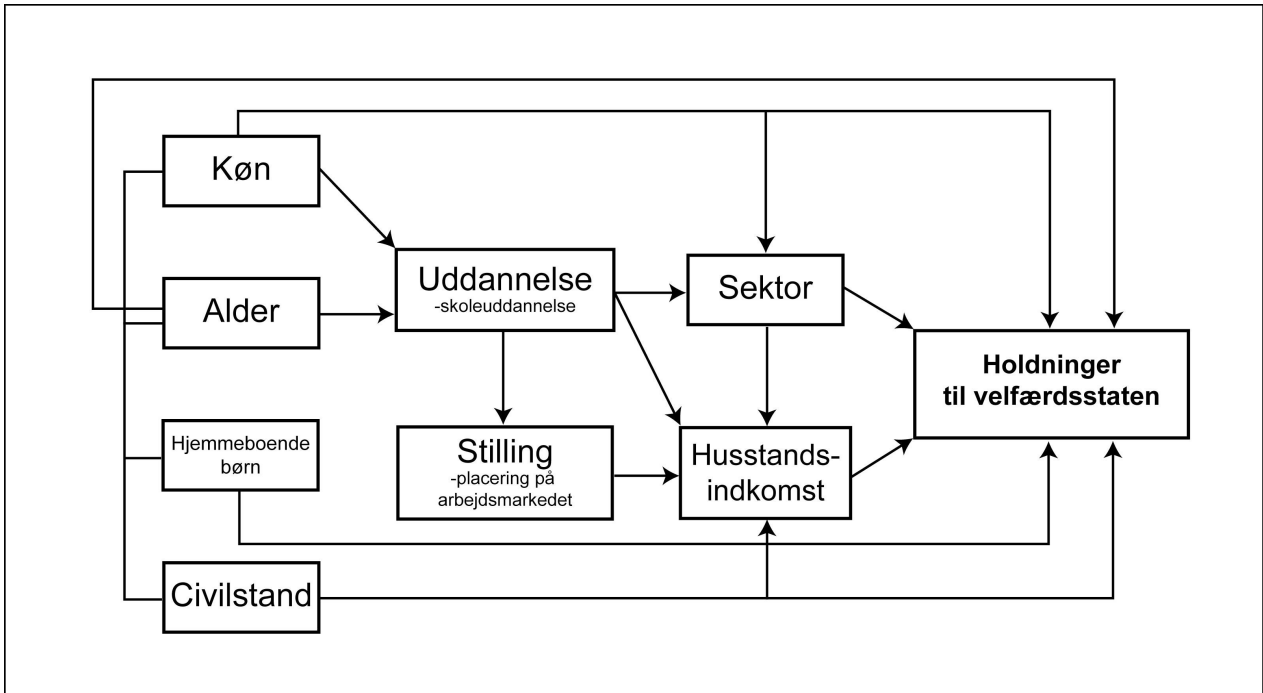 Køn
Alder
Hjemmeboende
børn
Civilstand
Uddannelse
-skoleuddannelse
Stilling
-placering på
arbejdsmarkedet
Sektor
Husstands-
indkomst
Holdninger
til velfærdsstaten